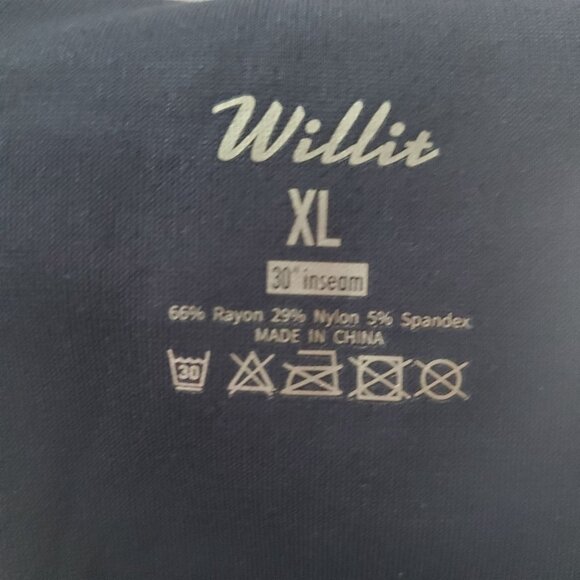 Willit
XL
30" inseam
66% Rayon 29% Nylon 5% Spandex
MADE IN CHINA
30